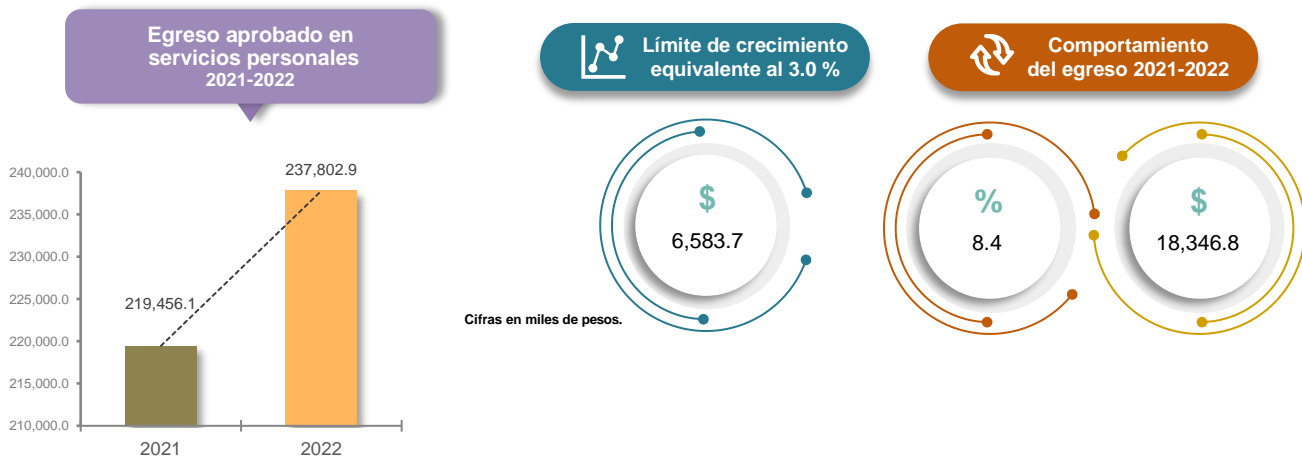 Egreso aprobado en
servicios personales
2021-2022
Límite de crecimiento
equivalente al 3.0 %
Comportamiento
del egreso 2021-2022
240,000.0
235,000.0
230,000.0
225,000.0
220,000.0
215,000.0
210,000.0
219,456.1
237,802.9
2021
2022
$
6,583.7
%
8.4
$
18,346.8
Cifras en miles de pesos.